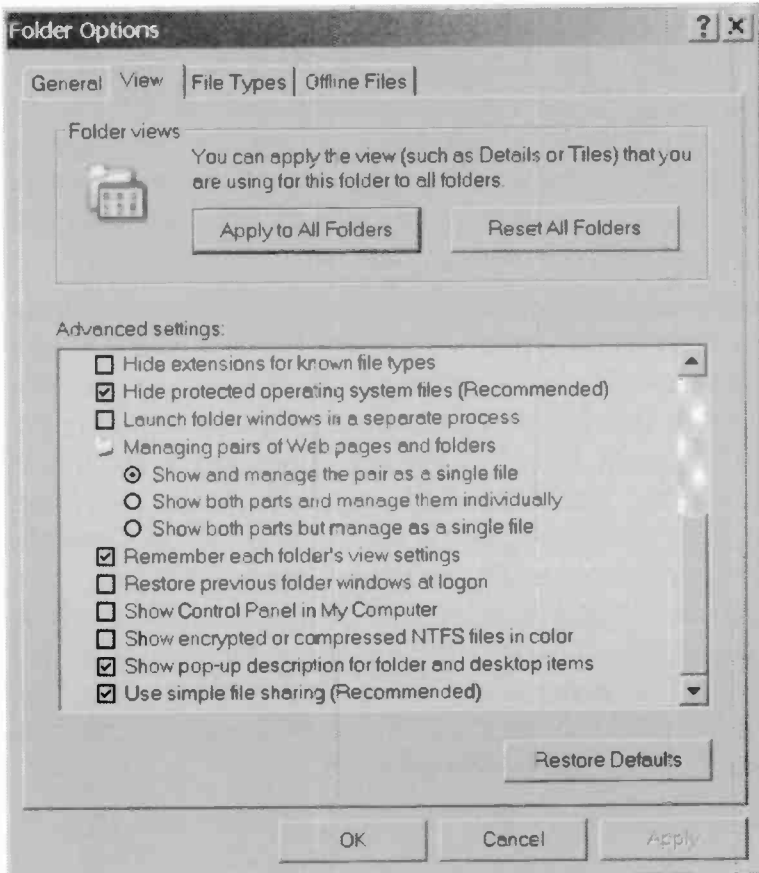 Folder Options
General View File Types Offline Files
Folder views
You can apply the view (such as Details or Tiles) that you
are using for this folder to all folders.
Apply to All Folders Reset All Folders
Advanced settings:
Hide extensions for known file types
Hide protected operating system files (Recommended)
Launch folder windows in a separate process
Managing pairs of Web pages and folders
Show and manage the pair as a single file
Show both parts and manage them individually
Show both parts but manage as a single file
Remember each folder's view settings
Restore previous folder windows at logon
Show Control Panel in My Computer
Show encrypted or compressed NTFS files in color
Show pop-up description for folder and desktop items
Use simple file sharing (Recommended)
Restore Defaults
OK Cancel Apply